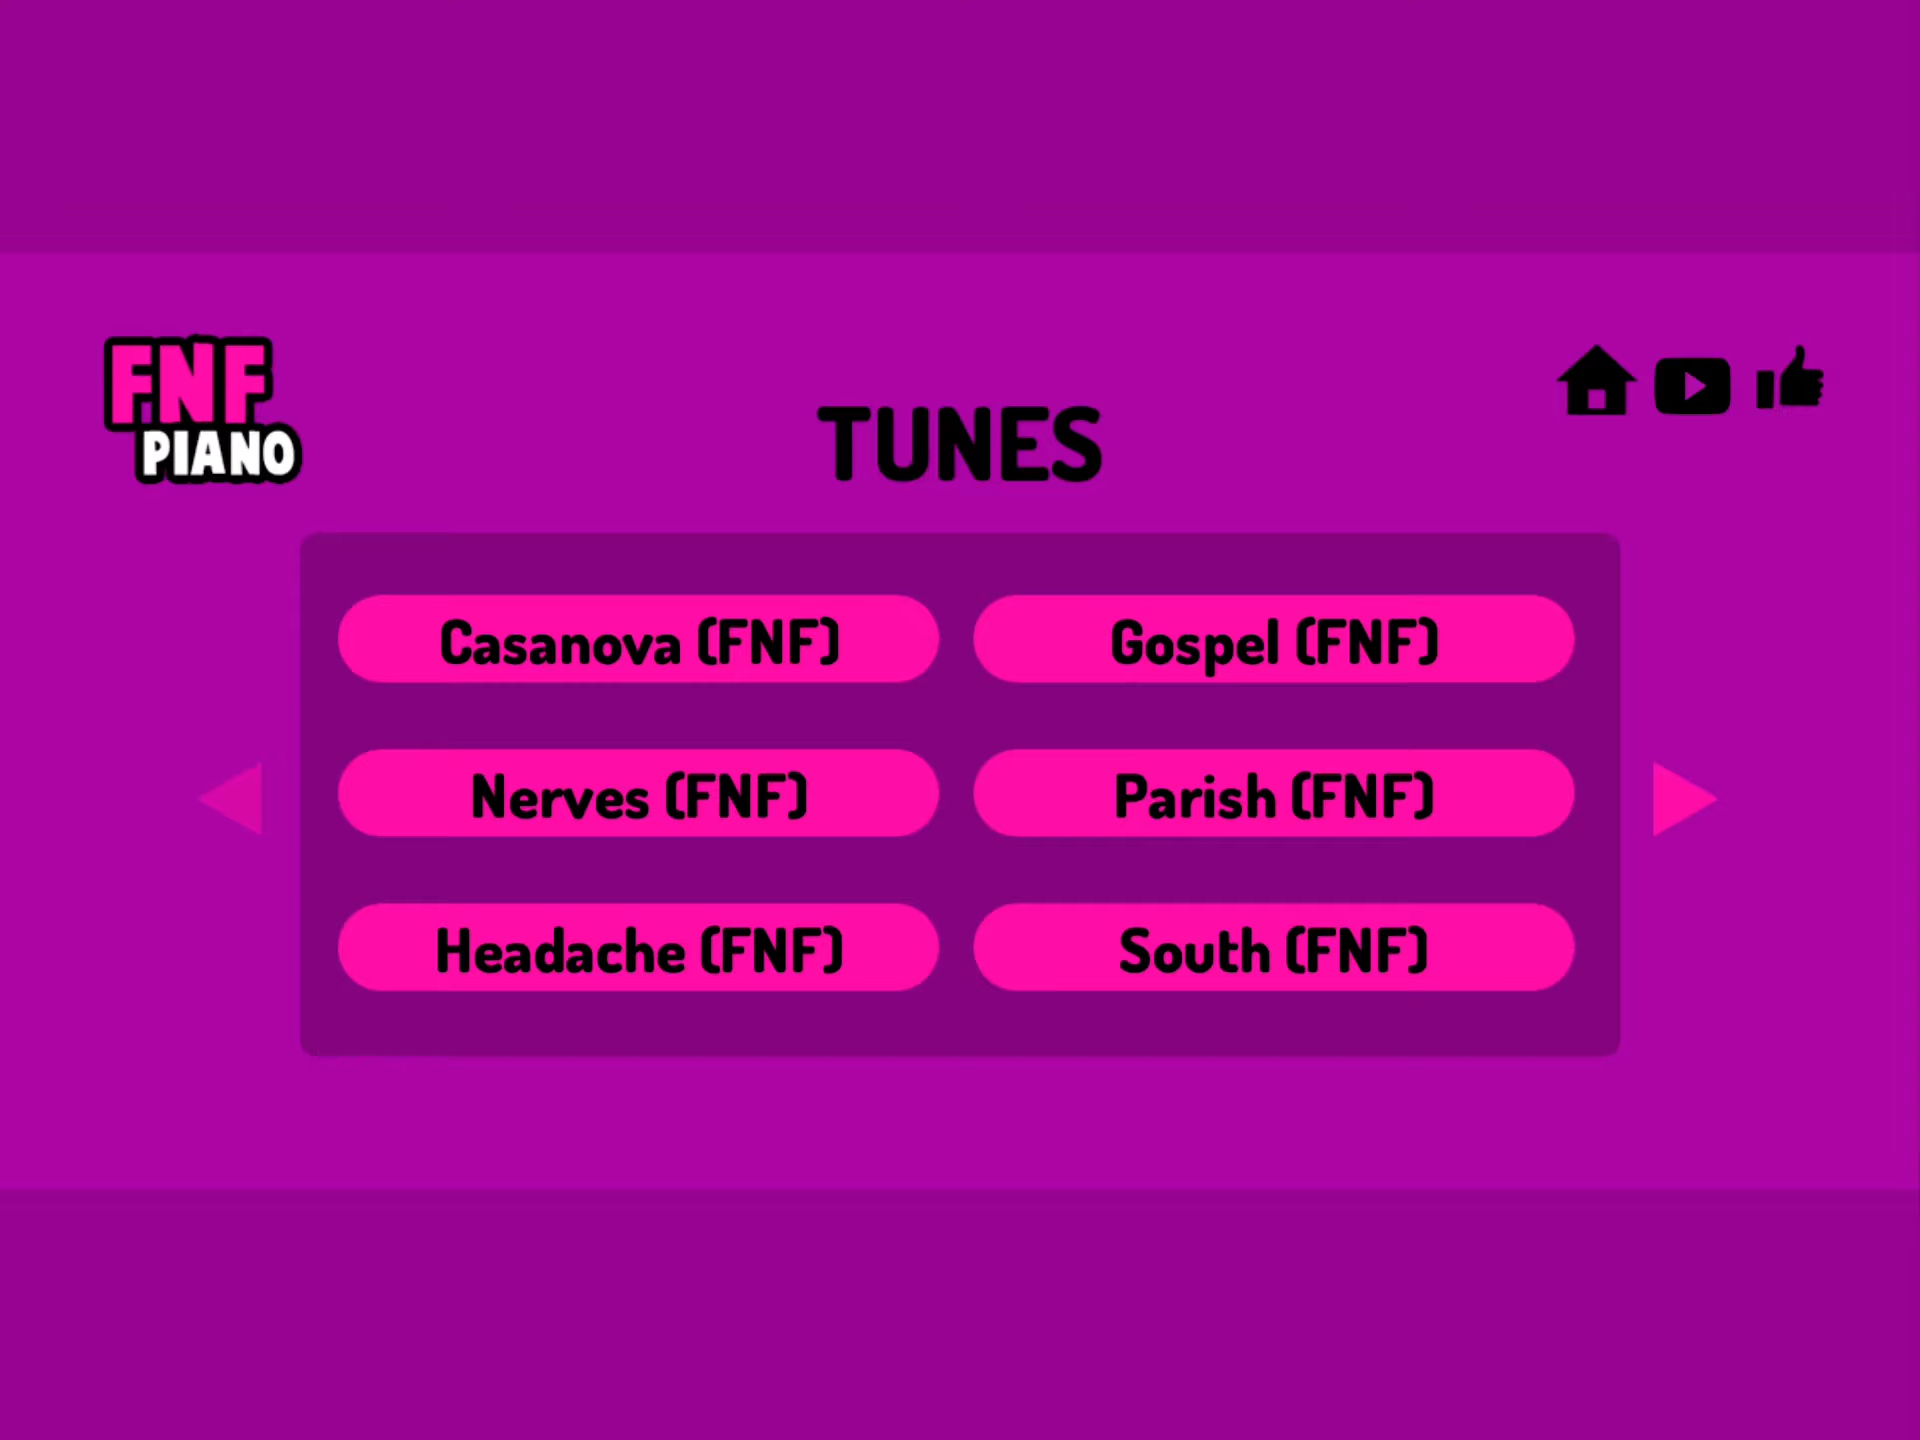 FNF
PIANO
TUNES
Casanova (FNF)
Gospel (FNF)
Nerves (FNF)
Parish (FNF)
Headache (FNF)
South (FNF)